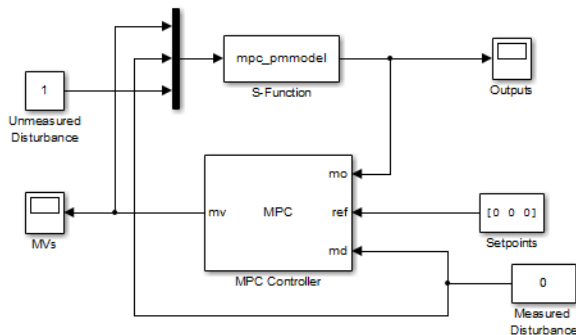 mpc_pmmodel
S-Function
Outputs
1
Unmeasured
Disturbance
mo
mv
MPC
ref
[0 0 0]
MVs
md
Setpoints
MPC Controller
0
Measured
Disturbance